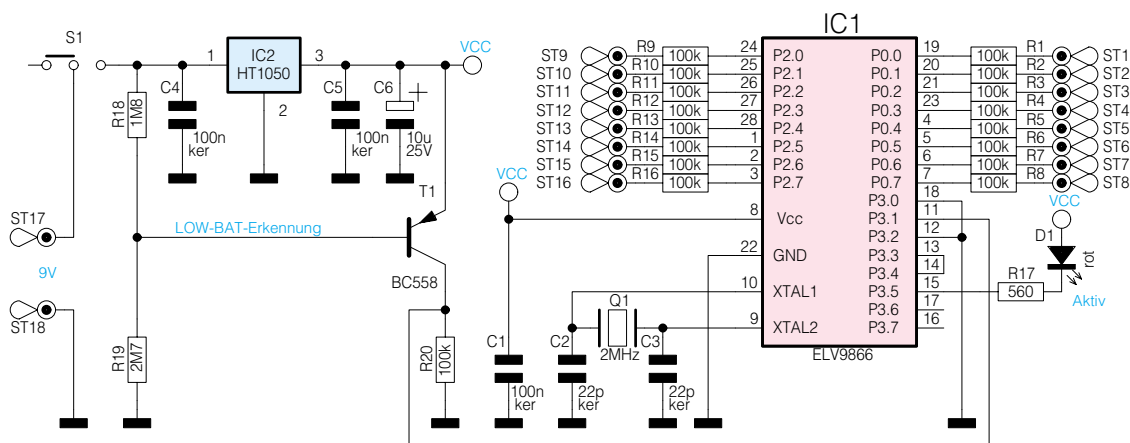 S1
1
IC2
HT1050
3
VCC
2
C4
100n
ker
C5
100n
ker
C6
+
10u
25V
R18
1M8
T1
BC558
LOW-BAT-Erkennung
ST17
9V
ST18
R19
2M7
R20
100k
IC1
ELV9866
ST9 R9 100k 24 P2.0
ST10 R10 25 P2.1
ST11 R11 100k 26 P2.2
ST12 R12 27 P2.3
ST13 R13 100k 28 P2.4
ST14 R14 1 P2.5
ST15 R15 100k 2 P2.6
ST16 R16 100k 3 P2.7
P0.0 19 100k R1 ST1
P0.1 20 R2 ST2
P0.2 21 100k R3 ST3
P0.3 23 R4 ST4
P0.4 4 100k R5 ST5
P0.5 5 R6 ST6
P0.6 6 100k R7 ST7
P0.7 7 100k R8 ST8
P3.0 18
P3.1 11
P3.2 12
P3.3 13
P3.4 14
P3.5 15
P3.6 17
P3.7 16
VCC
8 Vcc
22 GND
10 XTAL1
9 XTAL2
Q1
2MHz
C1
100n
ker
C2
22p
ker
C3
22p
ker
R17
560
VCC
D1
rot
Aktiv